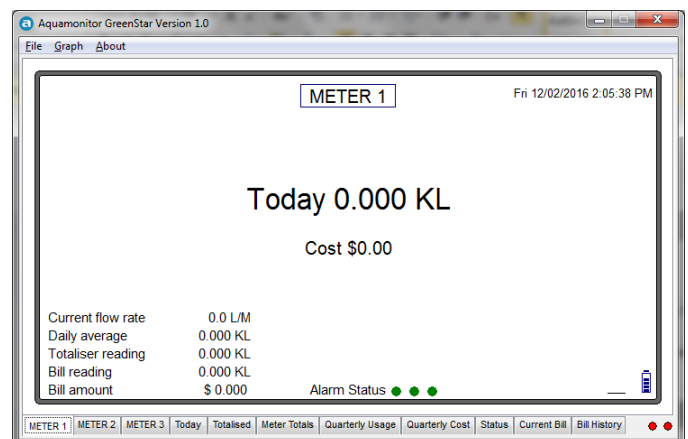 Aquamonitor GreenStar Version 1.0
File Graph About
METER 1 Fri 12/02/2016 2:05:38 PM
Today 0.000 KL
Cost $0.00
Current flow rate 0.0 L/M
Daily average 0.000 KL
Totaliser reading 0.000 KL
Bill reading 0.000 KL
Bill amount $ 0.000 Alarm Status
METER 1 METER 2 METER 3 Today Totalised Meter Totals Quarterly Usage Quarterly Cost Status Current Bill Bill History